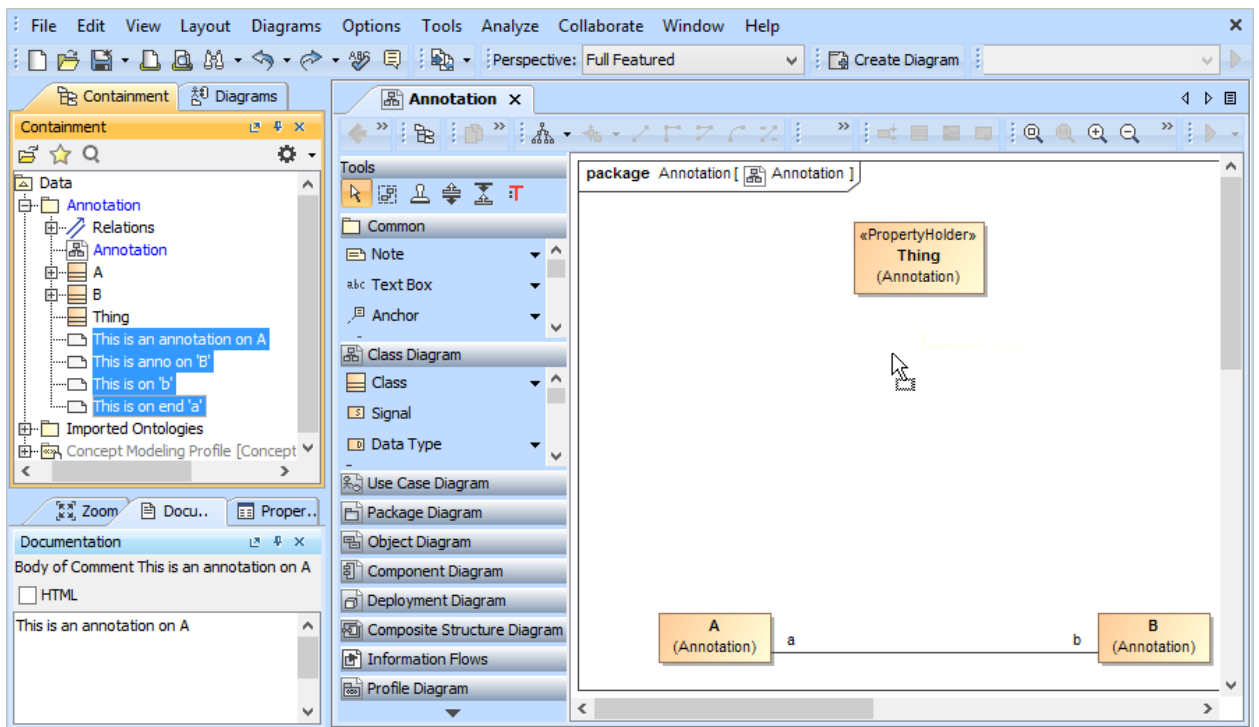 File Edit View Layout Diagrams Options Tools Analyze Collaborate Window Help
Perspective: Full Featured Create Diagram
Containment Diagrams
Containment
Data
Annotation
Relations
Annotation
A
B
Thing
This is an annotation on A
This is anno on 'B'
This is on 'b'
This is on end 'a'
Imported Ontologies
Concept Modeling Profile [Concept
Zoom Docu.. Proper..
Documentation
Body of Comment This is an annotation on A
HTML
This is an annotation on A
Annotation
Tools
Common
Note
abc Text Box
Anchor
Class Diagram
Class
Signal
Data Type
Use Case Diagram
Package Diagram
Object Diagram
Component Diagram
Deployment Diagram
Composite Structure Diagram
Information Flows
Profile Diagram
package Annotation [ Annotation ]
«PropertyHolder»
Thing
(Annotation)
A
(Annotation)
a
b
B
(Annotation)